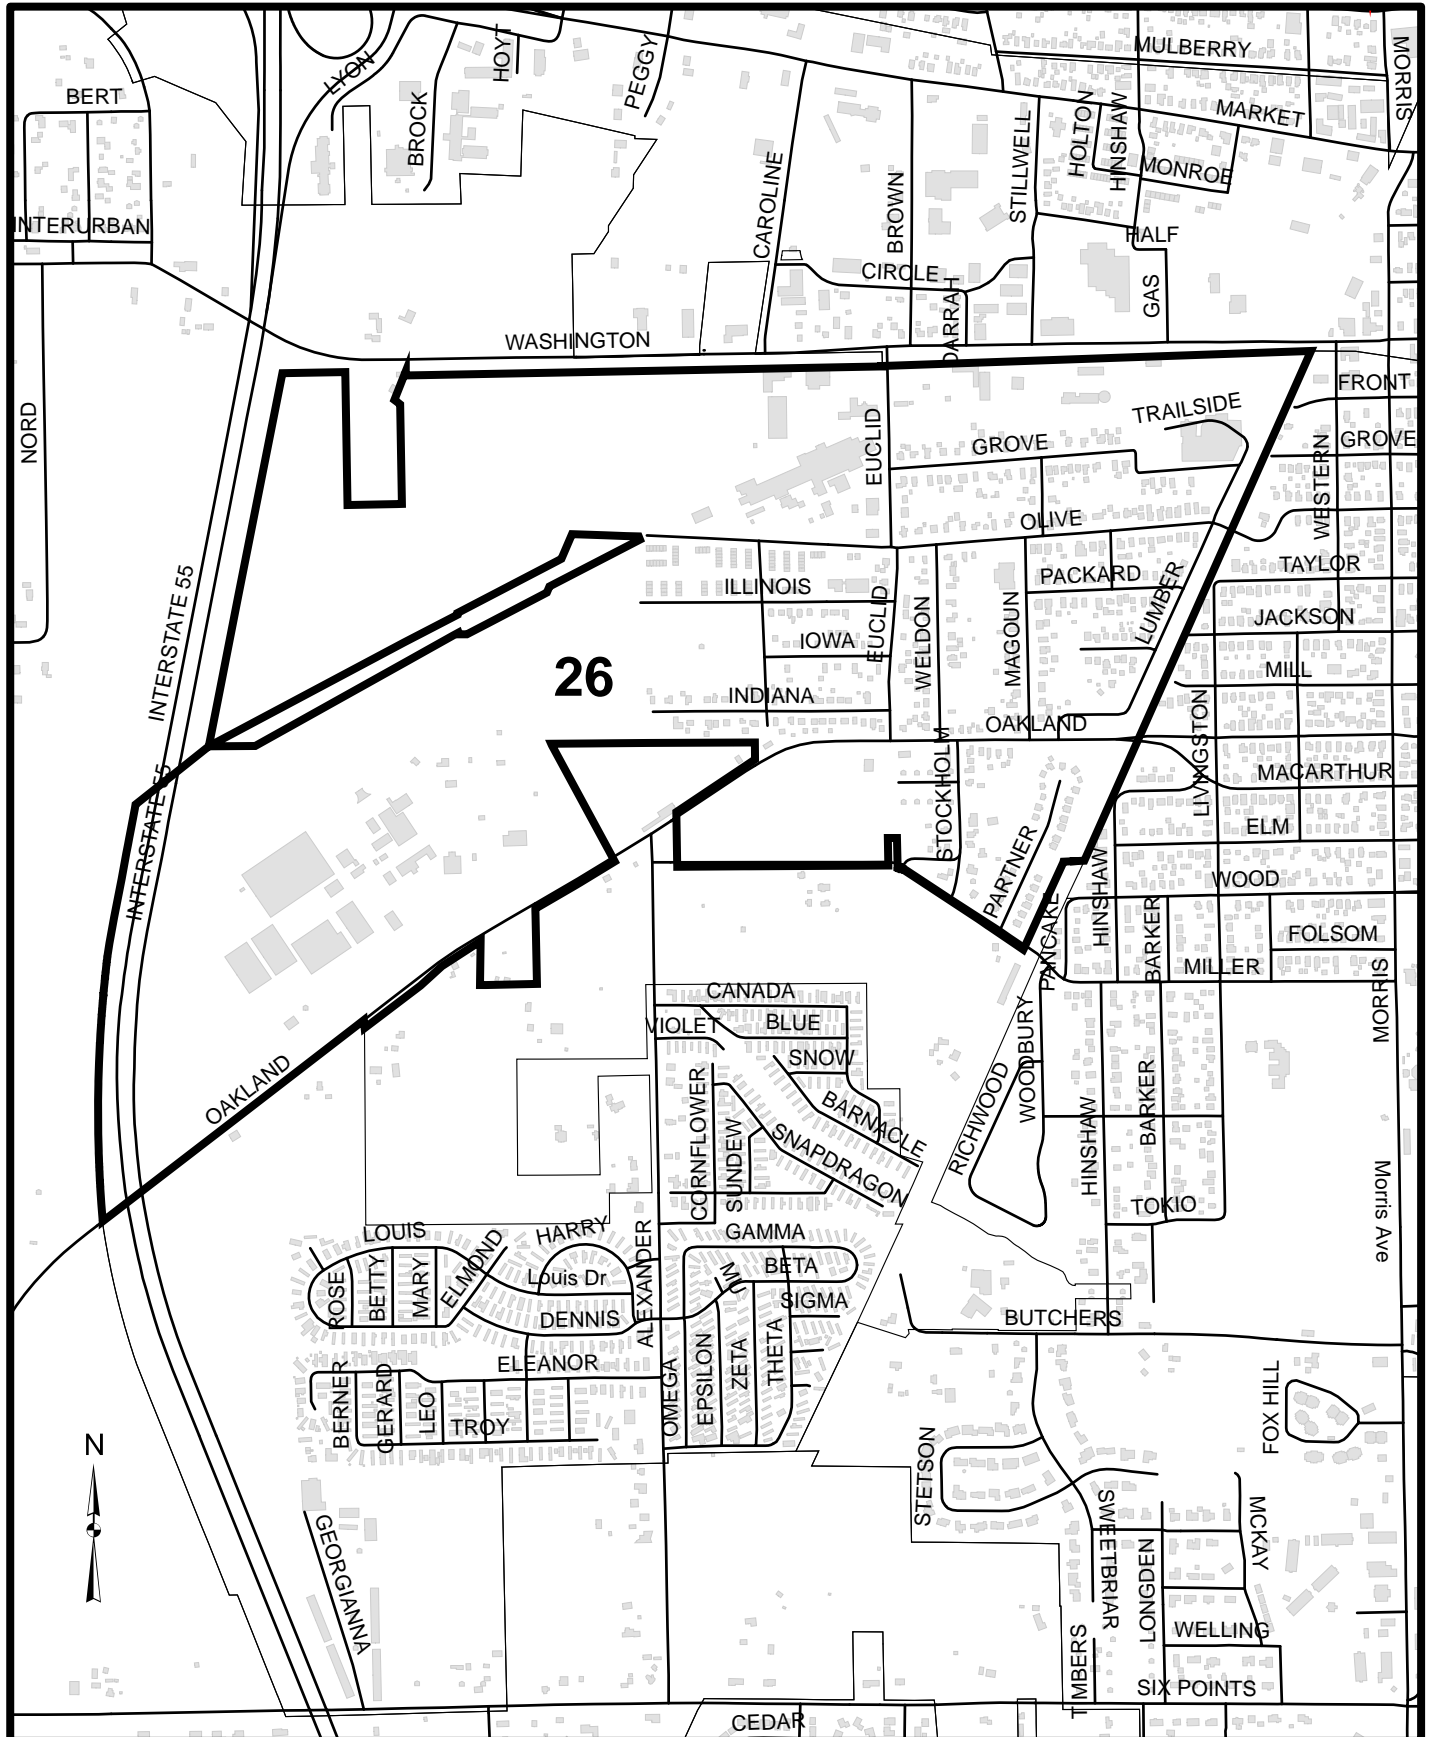 MULBERRY
MORRIS
HOYT
PEGGY
LYON
BERT
BROCK
MARKET
HOLTON
HINSHAW
STILLWELL
MONROE
CAROLINE
BROWN
INTERURBAN
HALF
CIRCLE
GAS
DARRAH
WASHINGTON
FRONT
TRAILSIDE
NORD
EUCLID
GROVE
GROVE
WESTERN
OLIVE
TAYLOR
PACKARD
ILLINOIS
LUMBER
INTERSTATE 55
JACKSON
EUCLID
WELDON
MAGOUN
IOWA
26
MILL
INDIANA
OAKLAND
LIVINGSTON
STOCKHOLM
MACARTHUR
INTERSTATE 55
ELM
PARTNER
WOOD
HINSHAW
PANCAKE
BARKER
FOLSOM
MILLER
CANADA
MORRIS
VIOLET
BLUE
WOODBURY
SNOW
OAKLAND
BARNACLE
RICHWOOD
BARKER
CORNFLOWER
SUNDEW
SNAPDRAGON
HINSHAW
Morris Ave
TOKIO
LOUIS
HARRY
GAMMA
ELMOND
ALEXANDER
BETA
ROSE
BETTY
MARY
Louis Dr
MU
SIGMA
DENNIS
BUTCHERS
ELEANOR
THETA
ZETA
EPSILON
OMEGA
BERNER
GERARD
LEO
TROY
FOX HILL
N
STETSON
SWEETBRIAR
MCKAY
GEORGIANNA
LONGDEN
WELLING
TIMBERS
SIX POINTS
CEDAR